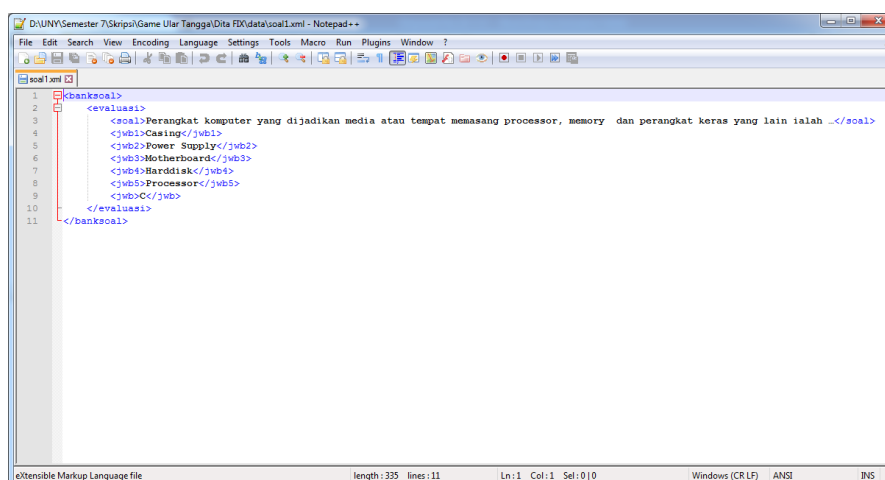 D:\UNY\Semester 7\Skripsi\Game Ular Tangga\Dita FIX\data\soal1.xml - Notepad++
File Edit Search View Encoding Language Settings Tools Macro Run Plugins Window ?
soal1.xml
1 <banksoal>
2 <evaluasi>
3 <soal>Perangkat komputer yang dijadikan media atau tempat memasang processor, memory  dan perangkat keras yang lain ialah …</soal>
4 <jwb1>Casing</jwb1>
5 <jwb2>Power Supply</jwb2>
6 <jwb3>Motherboard</jwb3>
7 <jwb4>Harddisk</jwb4>
8 <jwb5>Processor</jwb5>
9 <jwb>C</jwb>
10 </evaluasi>
11 </banksoal>
eXtensible Markup Language file length : 335 lines : 11 Ln : 1 Col : 1 Sel : 0 | 0 Windows (CR LF) ANSI INS